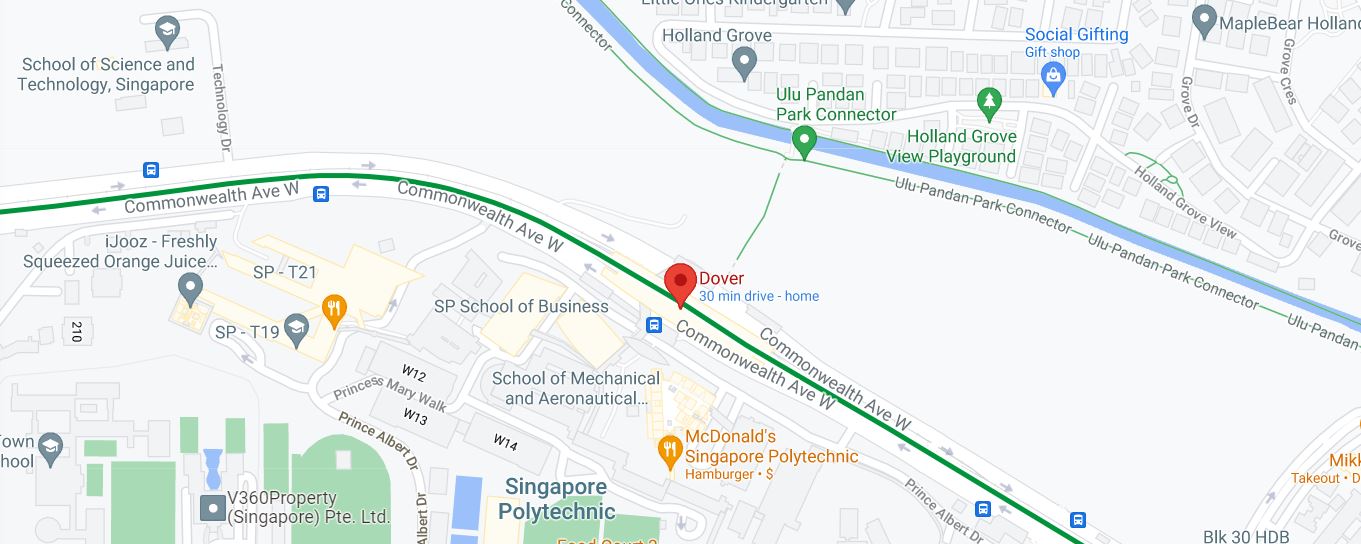 Little Ones Kindergarten
Connector
Holland Grove
Social Gifting
Gift shop
MapleBear Holland
Grove Cres
Grove Dr
School of Science and
Technology, Singapore
Technology Dr
Ulu Pandan
Park Connector
Holland Grove
View Playground
Holland Grove View
Grove
Ulu-Pandan-Park-Connector
Ulu-Pandan-Park-Connector
Ulu-Pandan-
Commonwealth Ave W
Commonwealth Ave W
iJooz - Freshly
Squeezed Orange Juice...
SP - T21
SP School of Business
Dover
30 min drive - home
SP - T19
210
Commonwealth Ave W
Commonwealth Ave W
W12
Princess Mary Walk
W13
School of Mechanical
and Aeronautical...
W14
Prince Albert Dr
McDonald's
Singapore Polytechnic
Hamburger • $
Town
hool
Mikk
Takeout • D
V360Property
(Singapore) Pte. Ltd.
Albert Dr
Singapore
Polytechnic
Prince Albert Dr
Food Court 2
Blk 30 HDB